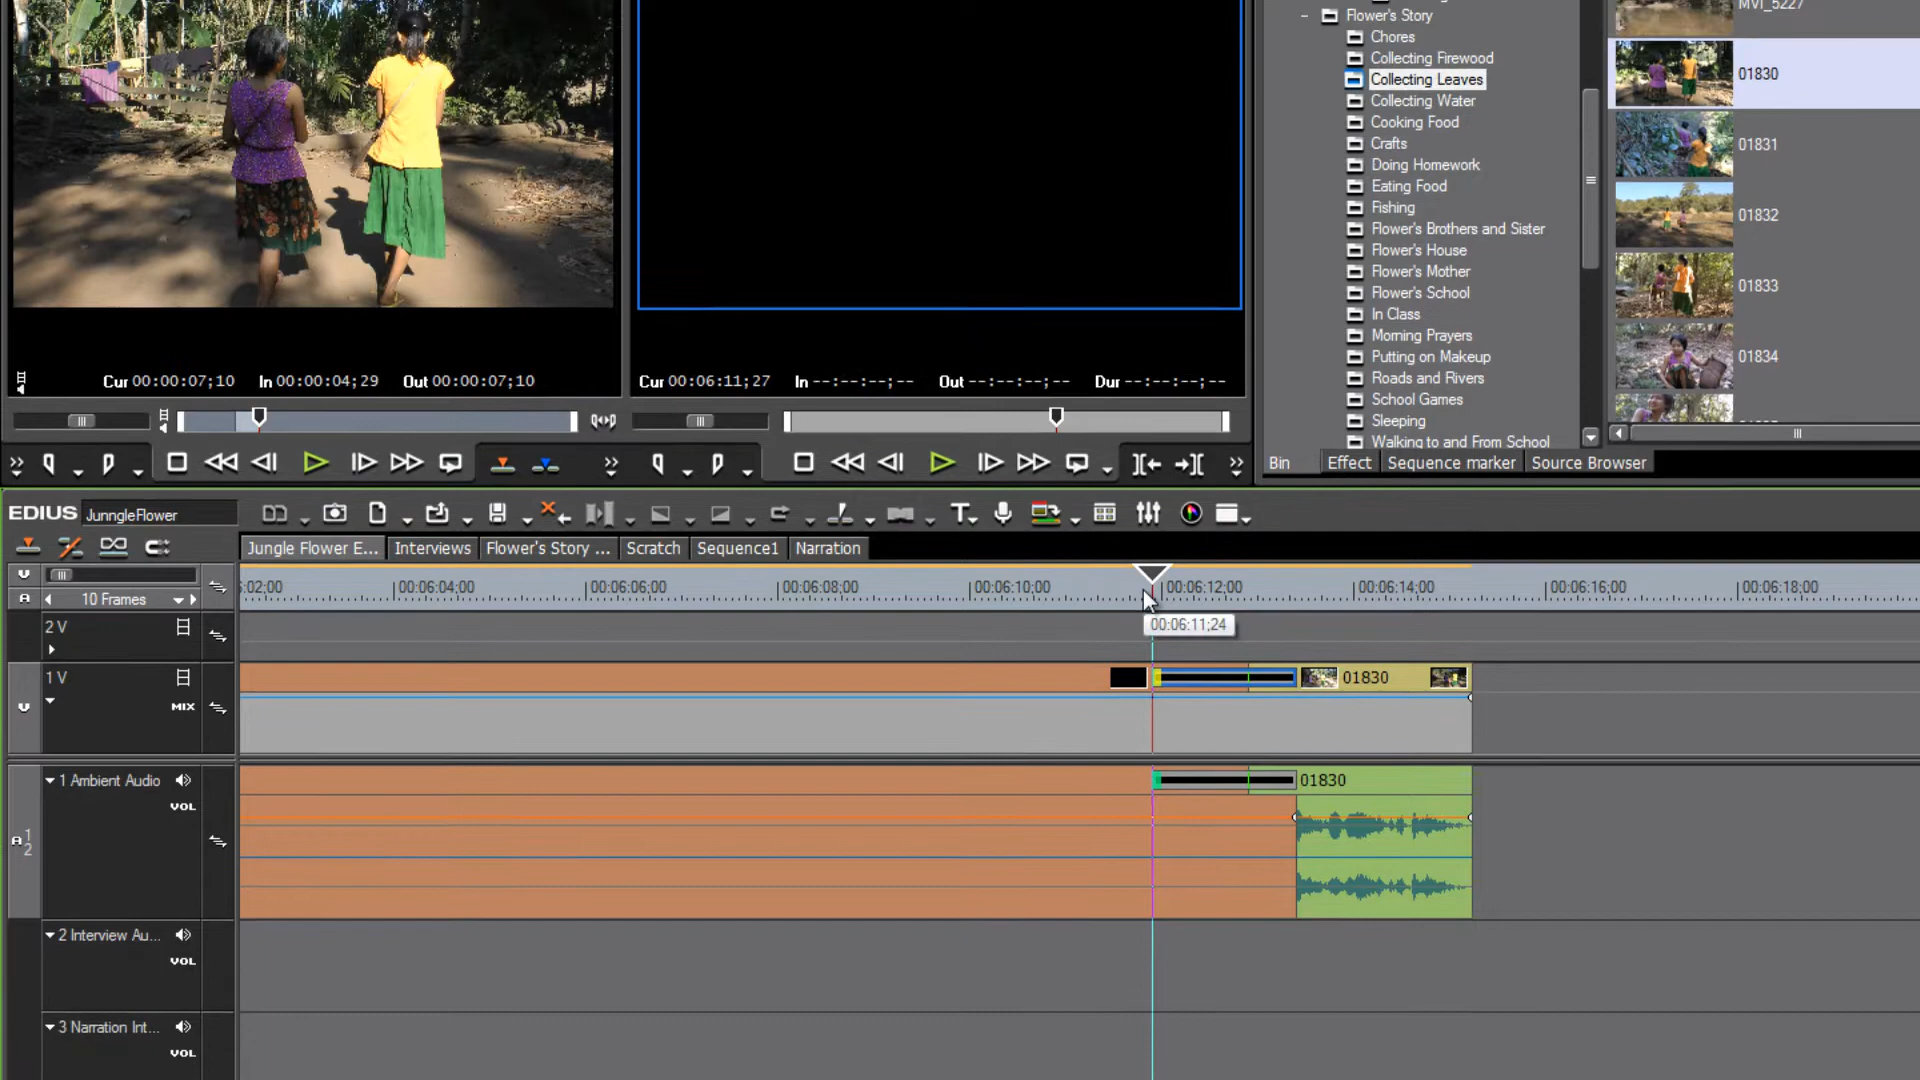 MVI_5227
Flower's Story
Chores
Collecting Firewood
Collecting Leaves
Collecting Water
Cooking Food
Crafts
Doing Homework
Eating Food
Fishing
Flower's Brothers and Sister
Flower's House
Flower's Mother
Flower's School
In Class
Morning Prayers
Putting on Makeup
Roads and Rivers
School Games
Sleeping
Walking to and From School
01830
01831
01832
01833
01834
Cur 00:00:07;10 In 00:00:04;29 Out 00:00:07;10
Cur 00:06:11;27 In --:--:--;-- Out --:--:--;-- Dur --:--:--;--
Bin Effect Sequence marker Source Browser
EDIUS JunngleFlower
Jungle Flower E... Interviews Flower's Story ... Scratch Sequence1 Narration
10 Frames
:02;00 00:06:04;00 00:06:06;00 00:06:08;00 00:06:10;00 00:06:12;00 00:06:14;00 00:06:16;00 00:06:18;00
00:06:11;24
2 V
1 V
MIX
01830
1 Ambient Audio
VOL
01830
A 1 2
2 Interview Au...
VOL
3 Narration Int...
VOL